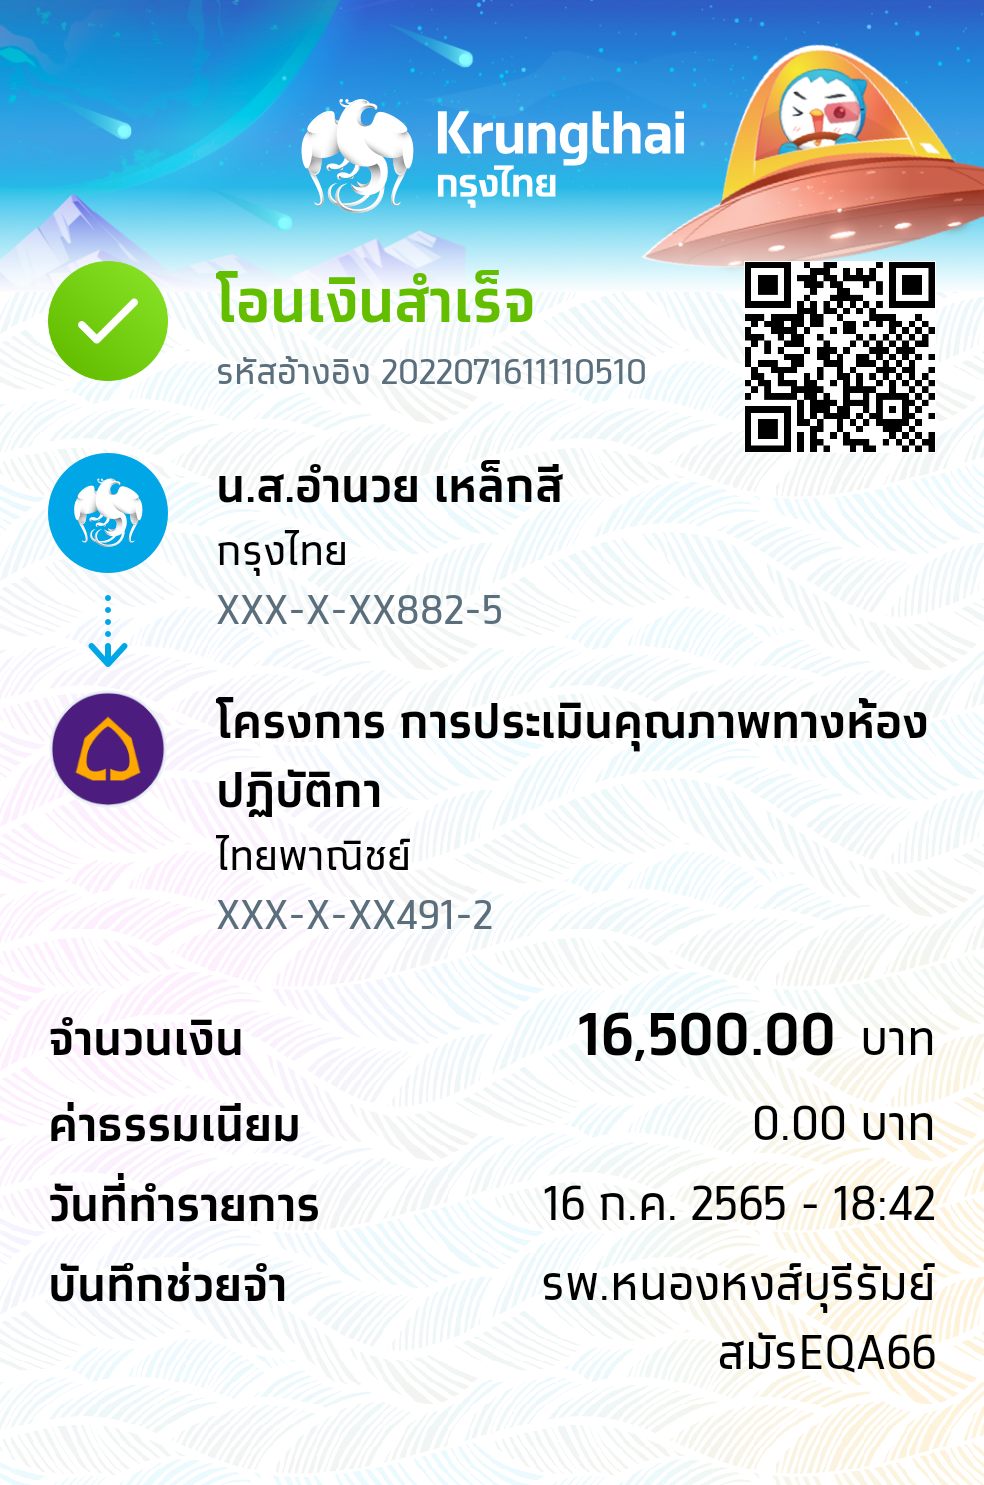 Krungthai
กรุงไทย
โอนเงินสำเร็จ
รหัสอ้างอิง 2022071611110510
น.ส.อำนวย เหล็กสี
กรุงไทย
XXX-X-XX882-5
โครงการ การประเมินคุณภาพทางห้อง
ปฏิบัติกา
ไทยพาณิชย์
XXX-X-XX491-2
จำนวนเงิน 16,500.00 บาท
ค่าธรรมเนียม 0.00 บาท
วันที่ทำรายการ 16 ก.ค. 2565 - 18:42
บันทึกช่วยจำ รพ.หนองหงส์บุรีรัมย์
สมัรEQA66